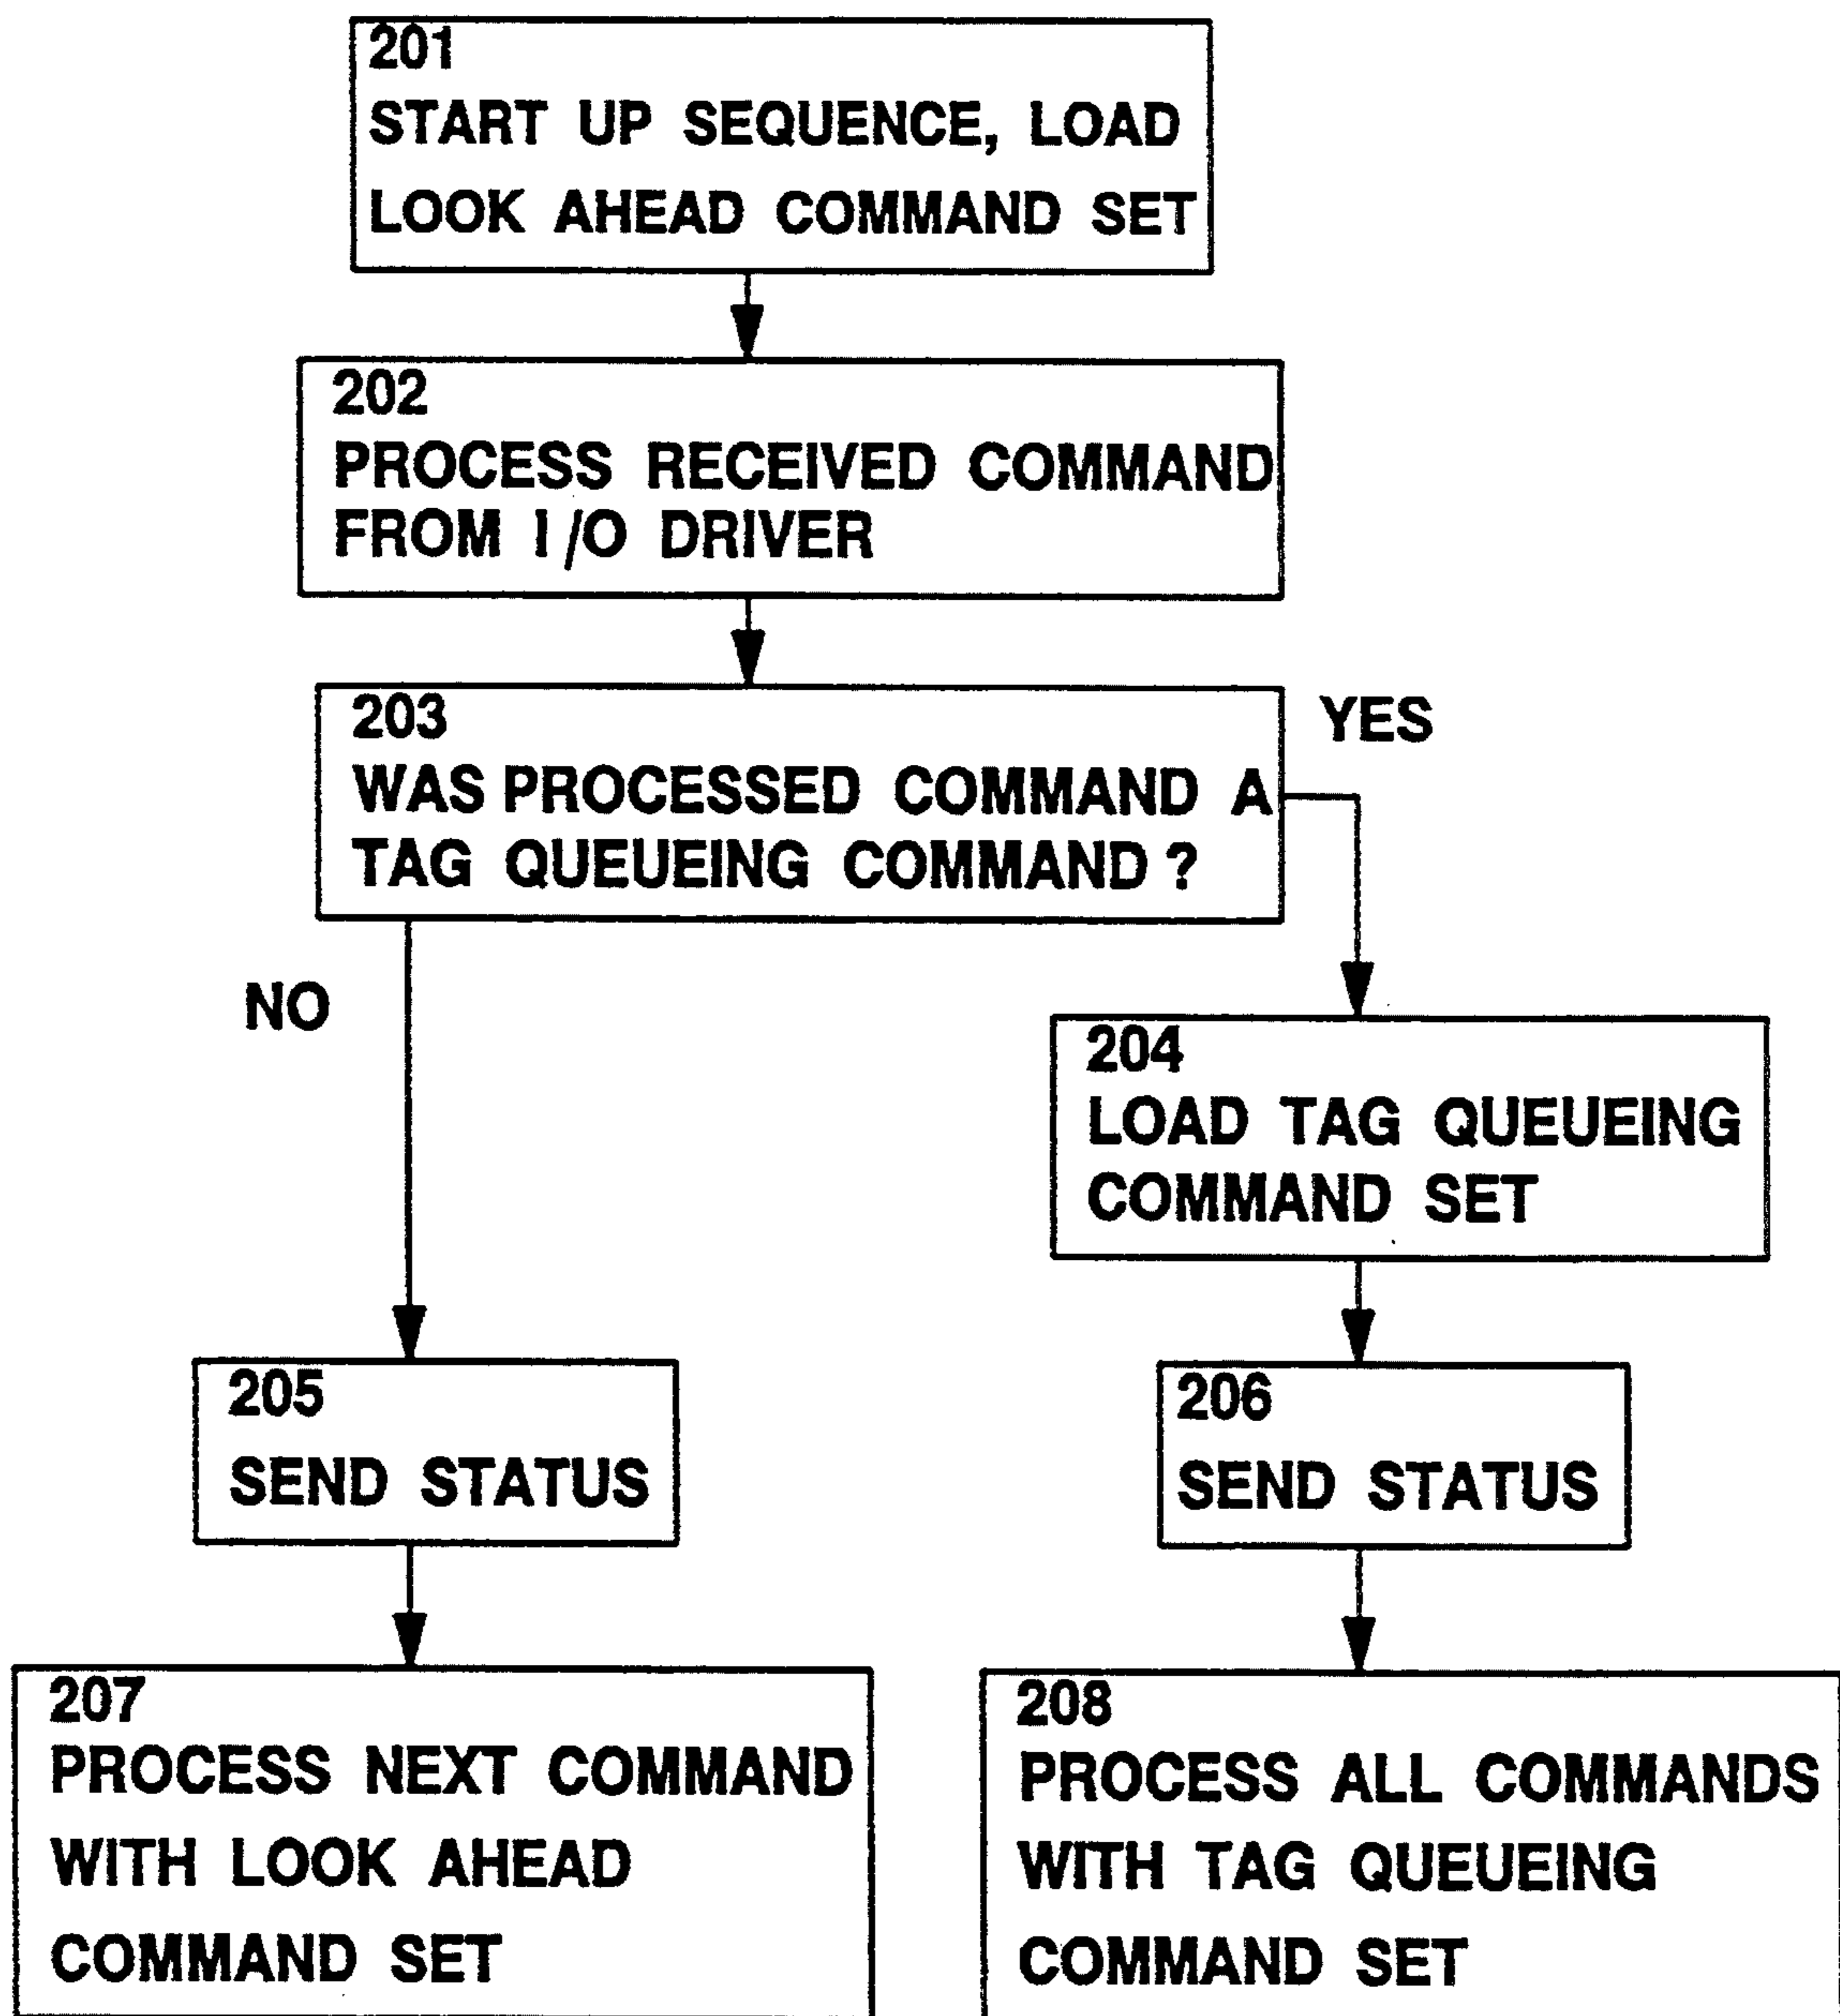 201
START UP SEQUENCE, LOAD
LOOK AHEAD COMMAND SET
202
PROCESS RECEIVED COMMAND
FROM I/O DRIVER
203
WAS PROCESSED COMMAND A
TAG QUEUEING COMMAND ?
YES
NO
204
LOAD TAG QUEUEING
COMMAND SET
205
SEND STATUS
206
SEND STATUS
207
PROCESS NEXT COMMAND
WITH LOOK AHEAD
COMMAND SET
208
PROCESS ALL COMMANDS
WITH TAG QUEUEING
COMMAND SET